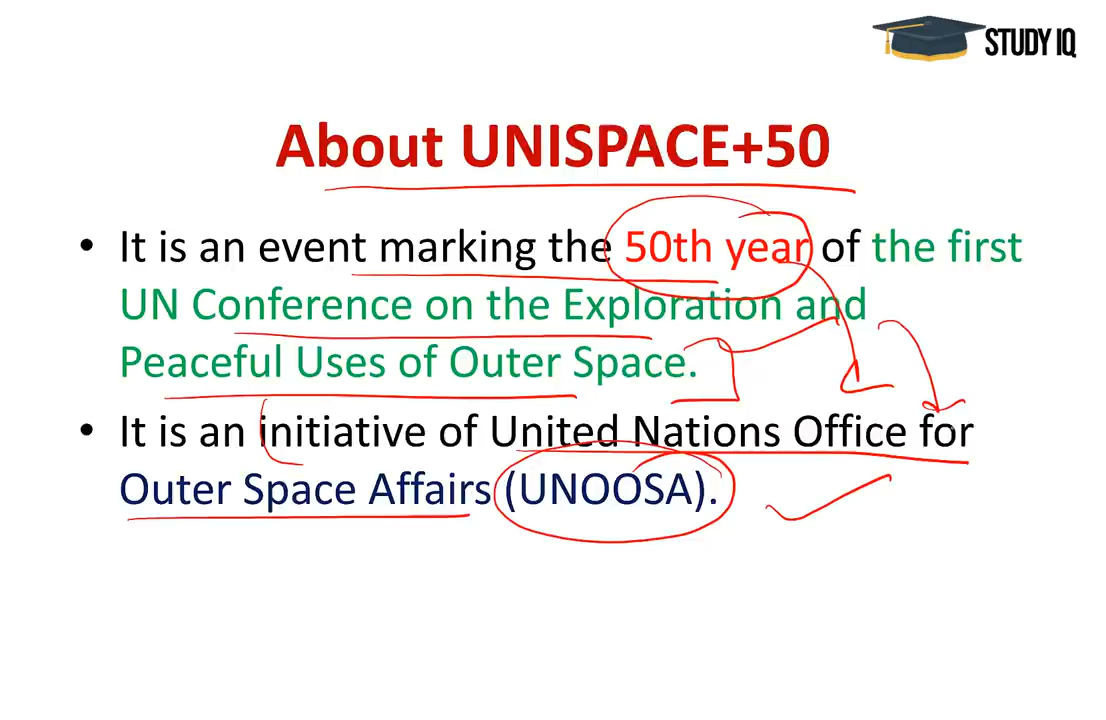 STUDY IQ
About UNISPACE+50
• It is an event marking the 50th year of the first
UN Conference on the Exploration and
Peaceful Uses of Outer Space.
• It is an initiative of United Nations Office for
Outer Space Affairs (UNOOSA).